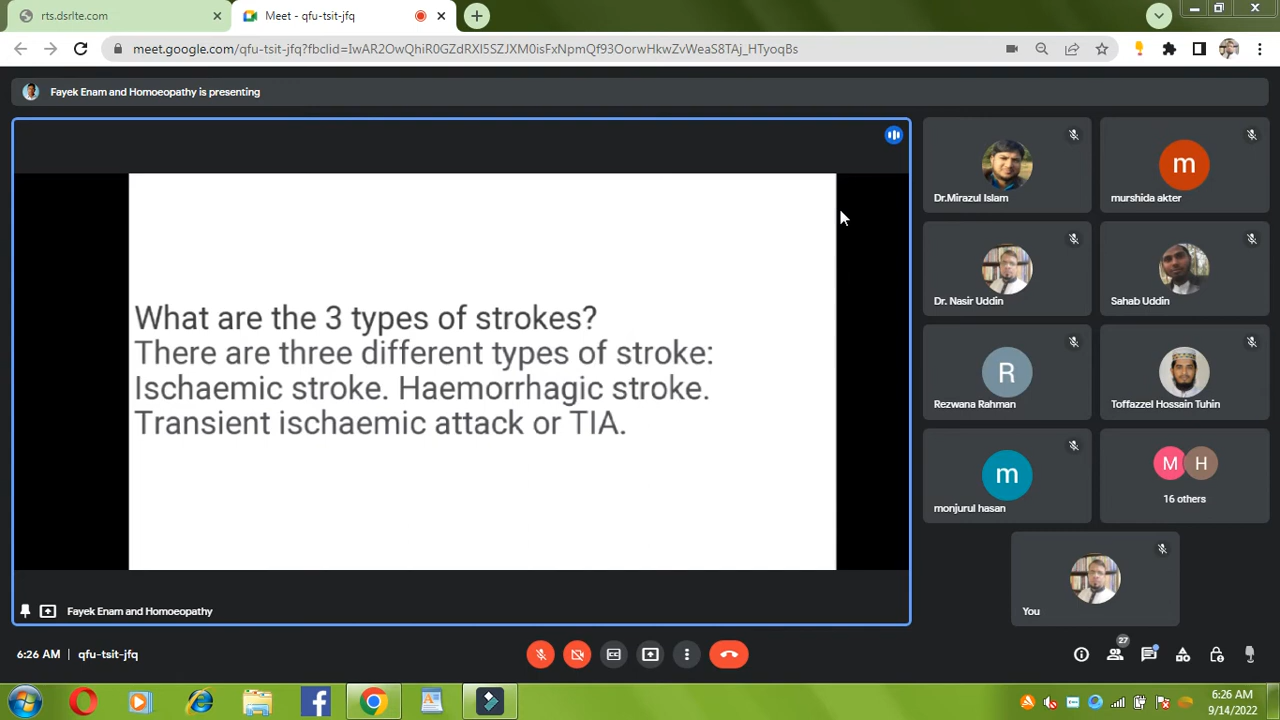 rts.dsrlte.com
Meet - qfu-tsit-jfq
meet.google.com/qfu-tsit-jfq?fbclid=IwAR2OwQhiR0GZdRXI5SZJXM0isFxNpmQf93OorwHkwZvWeaS8TAj_HTyoqBs
Fayek Enam and Homoeopathy is presenting
What are the 3 types of strokes?
There are three different types of stroke:
Ischaemic stroke. Haemorrhagic stroke.
Transient ischaemic attack or TIA.
Fayek Enam and Homoeopathy
Dr.Mirazul Islam
m
murshida akter
Dr. Nasir Uddin
Sahab Uddin
R
Rezwana Rahman
Toffazzel Hossain Tuhin
m
monjurul hasan
M H
16 others
You
6:26 AM | qfu-tsit-jfq
27
6:26 AM
9/14/2022